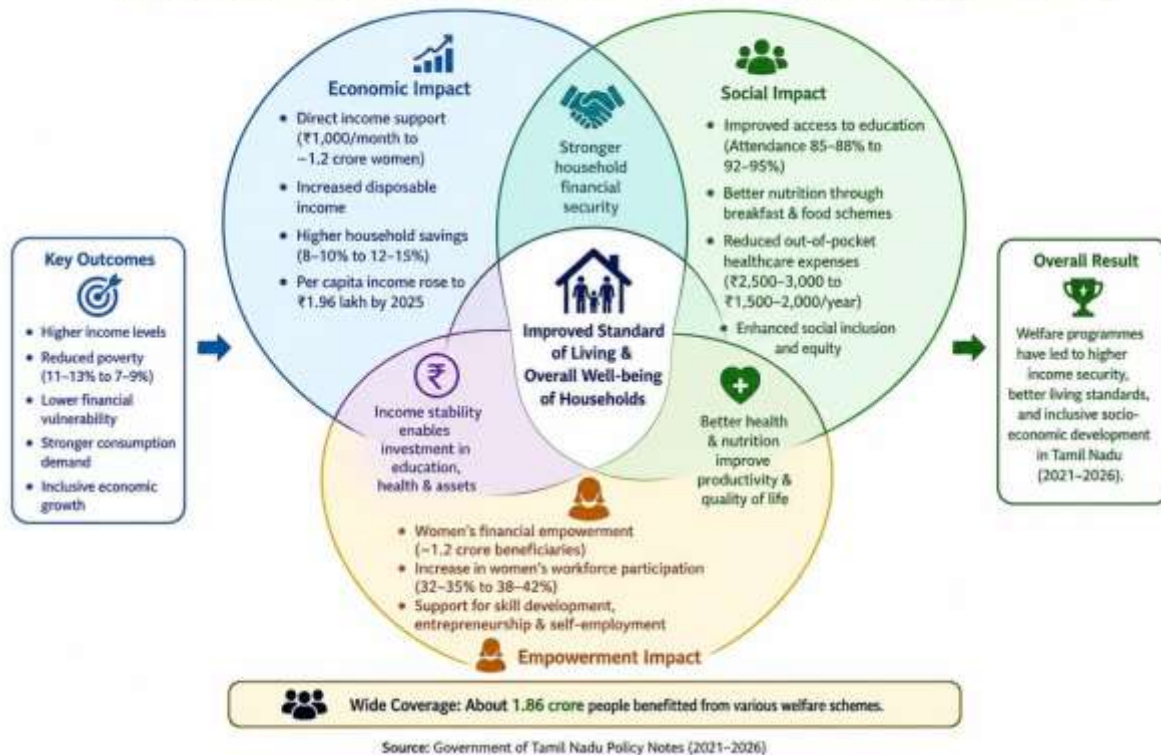 Economic Impact
• Direct income support
(₹1,000/month to
~1.2 crore women)
• Increased disposable
income
• Higher household savings
(8–10% to 12–15%)
• Per capita income rose to
₹1.96 lakh by 2025
Stronger
household
financial
security
Social Impact
• Improved access to education
(Attendance 85–88% to
92–95%)
• Better nutrition through
breakfast & food schemes
• Reduced out-of-pocket
healthcare expenses
(₹2,500–3,000 to
₹1,500–2,000/year)
• Enhanced social inclusion
and equity
Key Outcomes
• Higher income levels
• Reduced poverty
(11–13% to 7–9%)
• Lower financial
vulnerability
• Stronger consumption
demand
• Inclusive economic
growth
Improved Standard
of Living &
Overall Well-being
of Households
Overall Result
Welfare programmes
have led to higher
income security,
better living standards,
and inclusive socio-
economic development
in Tamil Nadu
(2021–2026).
₹
Income stability
enables
investment in
education,
health & assets
Better health
& nutrition
improve
productivity &
quality of life
• Women's financial empowerment
(~1.2 crore beneficiaries)
• Increase in women's workforce participation
(32–35% to 38–42%)
• Support for skill development,
entrepreneurship & self-employment
Empowerment Impact
Wide Coverage: About 1.86 crore people benefitted from various welfare schemes.
Source: Government of Tamil Nadu Policy Notes (2021–2026)